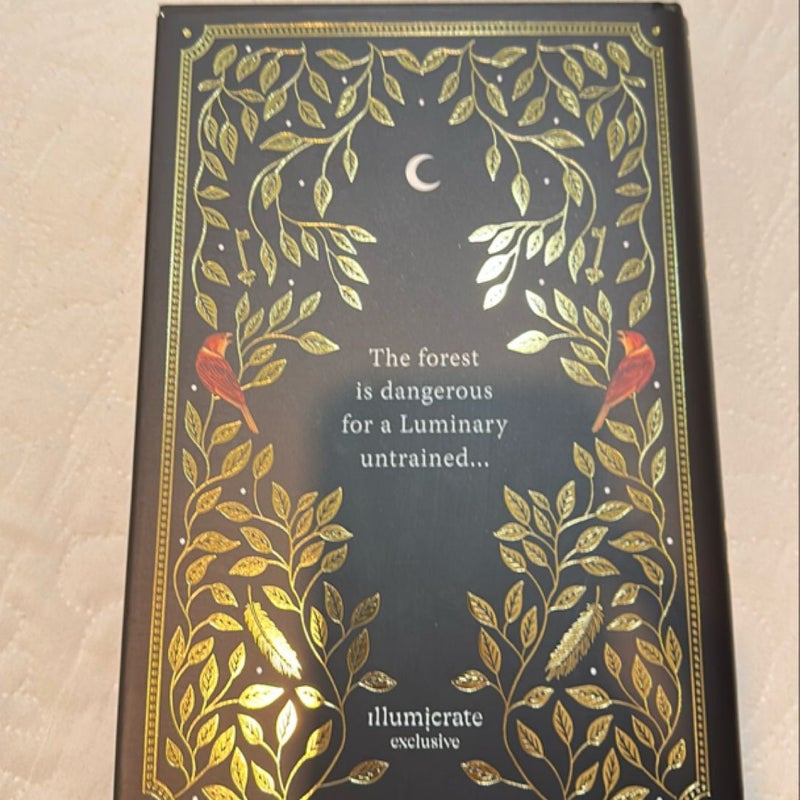 The forest
is dangerous
for a Luminary
untrained...
illumicrate
exclusive